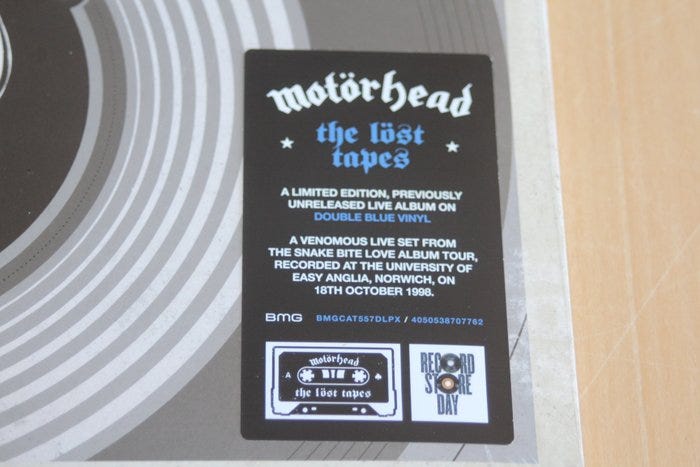 motörhead
the löst
tapes
A LIMITED EDITION, PREVIOUSLY
UNRELEASED LIVE ALBUM ON
DOUBLE BLUE VINYL
A VENOMOUS LIVE SET FROM
THE SNAKE BITE LOVE ALBUM TOUR,
RECORDED AT THE UNIVERSITY OF
EASY ANGLIA, NORWICH, ON
18TH OCTOBER 1998.
BMG BMGCAT557DLPX / 4050538707762
motörhead
A
the löst tapes
RECORD
STORE
DAY